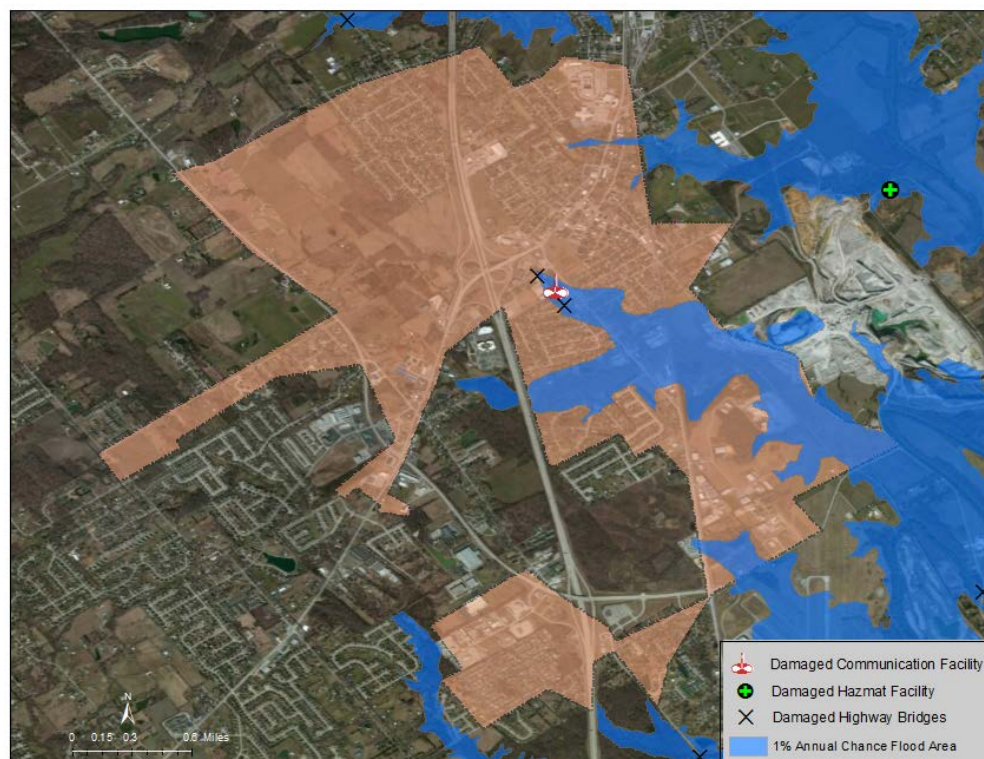 N
0 0.15 0.3 0.6 Miles
Damaged Communication Facility
Damaged Hazmat Facility
Damaged Highway Bridges
1% Annual Chance Flood Area